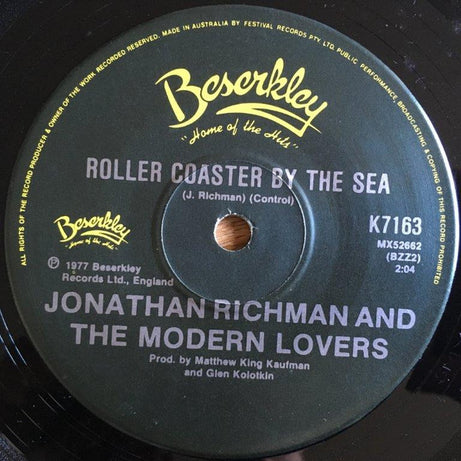 ALL RIGHTS OF THE RECORD PRODUCER & OWNER OF THE WORK RECORDED RESERVED. MADE IN AUSTRALIA BY FESTIVAL RECORDS PTY. LTD. PUBLIC PERFORMANCE, BROADCASTING & COPYING OF THIS RECORD PROHIBITED
Beserkley
"Home of the Hits"
ROLLER COASTER BY THE SEA
(J. Richman) (Control)
Beserkley
"Home of the Hits"
K7163
MX52662
(BZZ2)
2:04
℗ 1977 Beserkley
Records Ltd., England
JONATHAN RICHMAN AND
THE MODERN LOVERS
Prod. by Matthew King Kaufman
and Glen Kolotkin